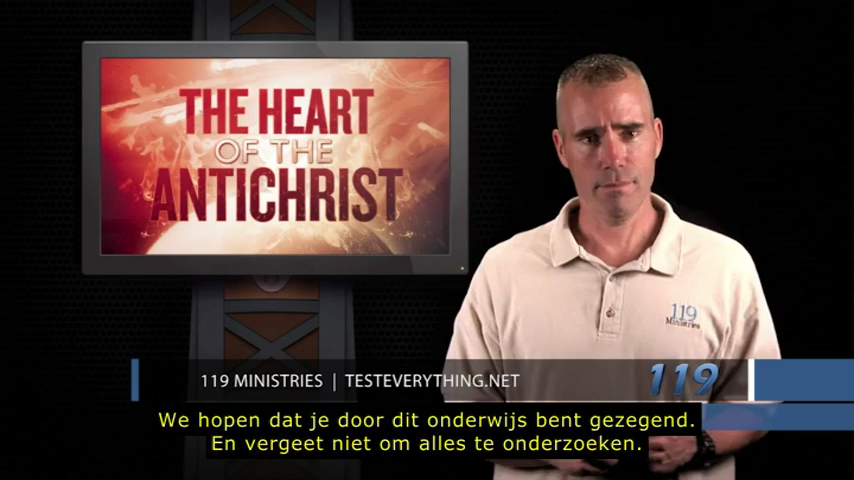 THE HEART
OF THE
ANTICHRIST
119
Ministries
119 MINISTRIES | TESTEVERYTHING.NET
119
We hopen dat je door dit onderwijs bent gezegend.
En vergeet niet om alles te onderzoeken.